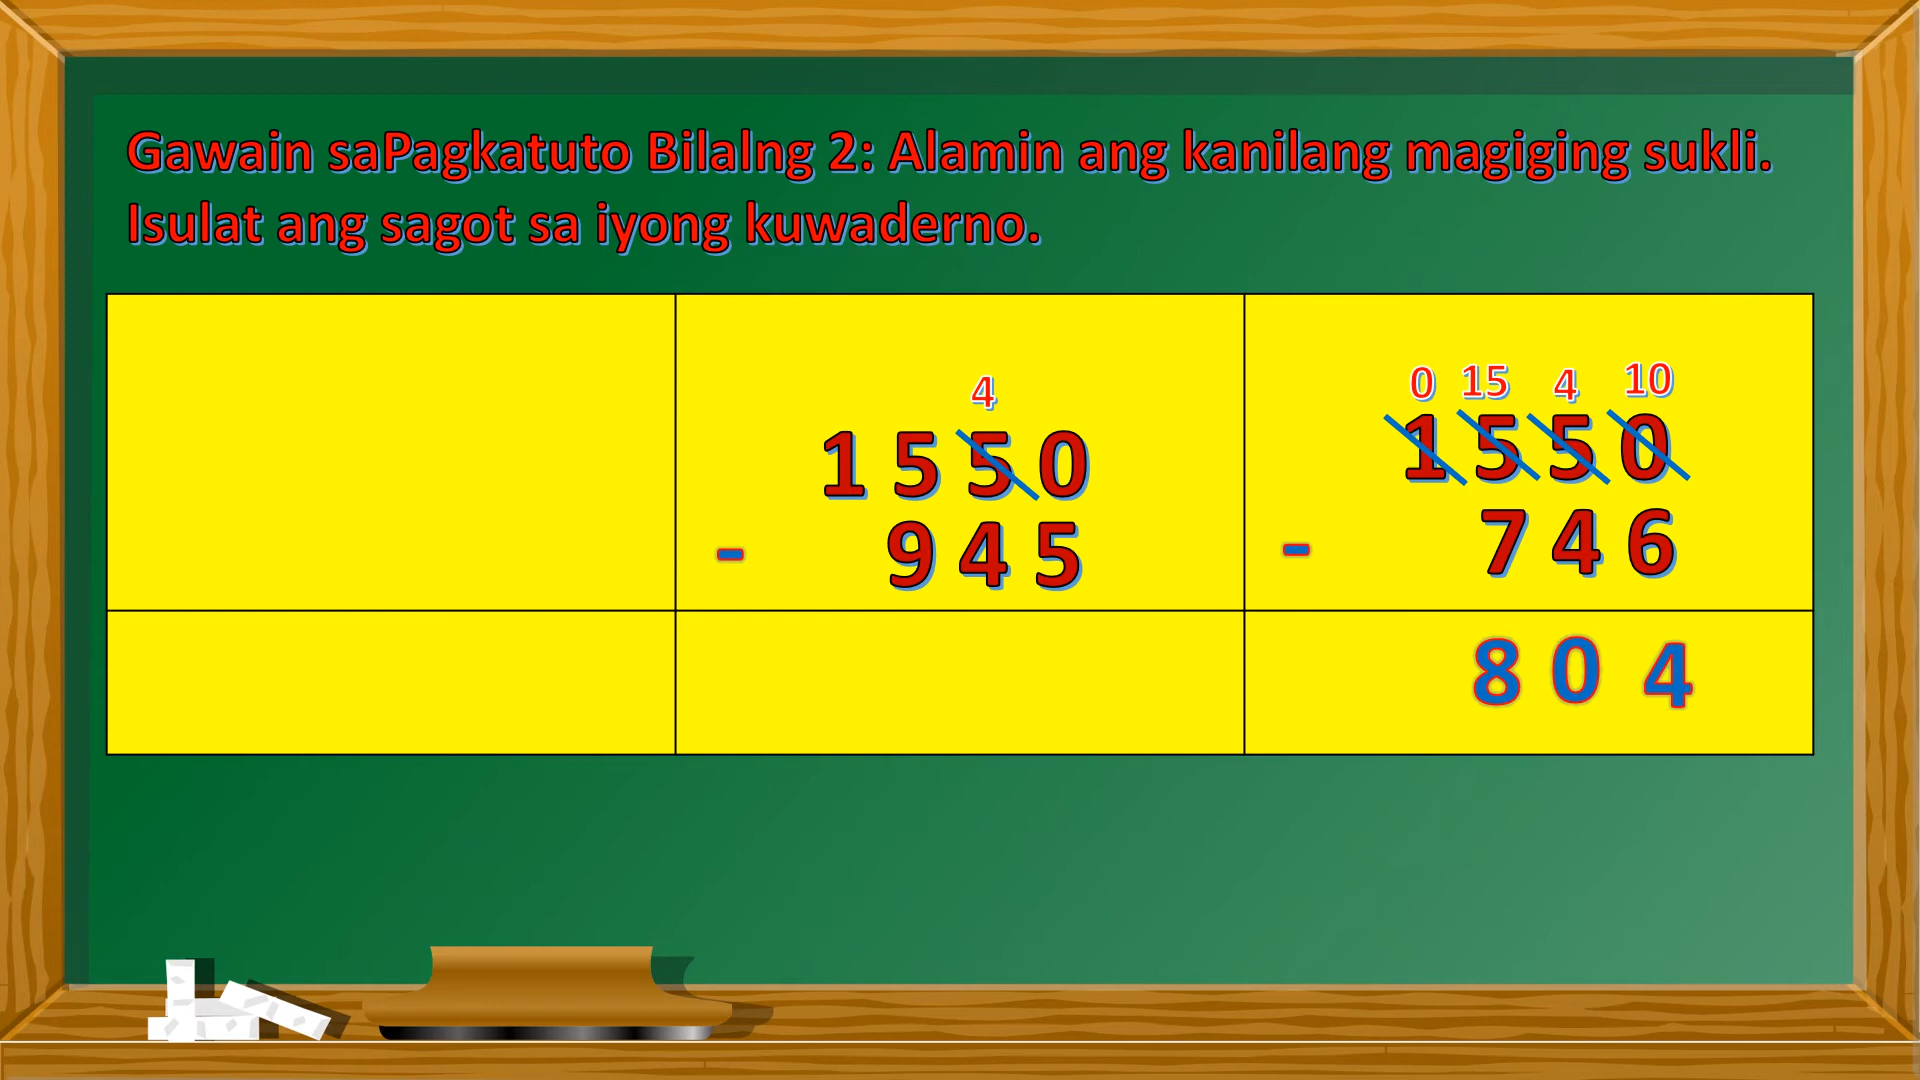 Gawain saPagkatuto Bilalng 2: Alamin ang kanilang magiging sukli.
Isulat ang sagot sa iyong kuwaderno.
4
1 5 5 0
- 9 4 5
0 15 4 10
1 5 5 0
- 7 4 6
8 0 4